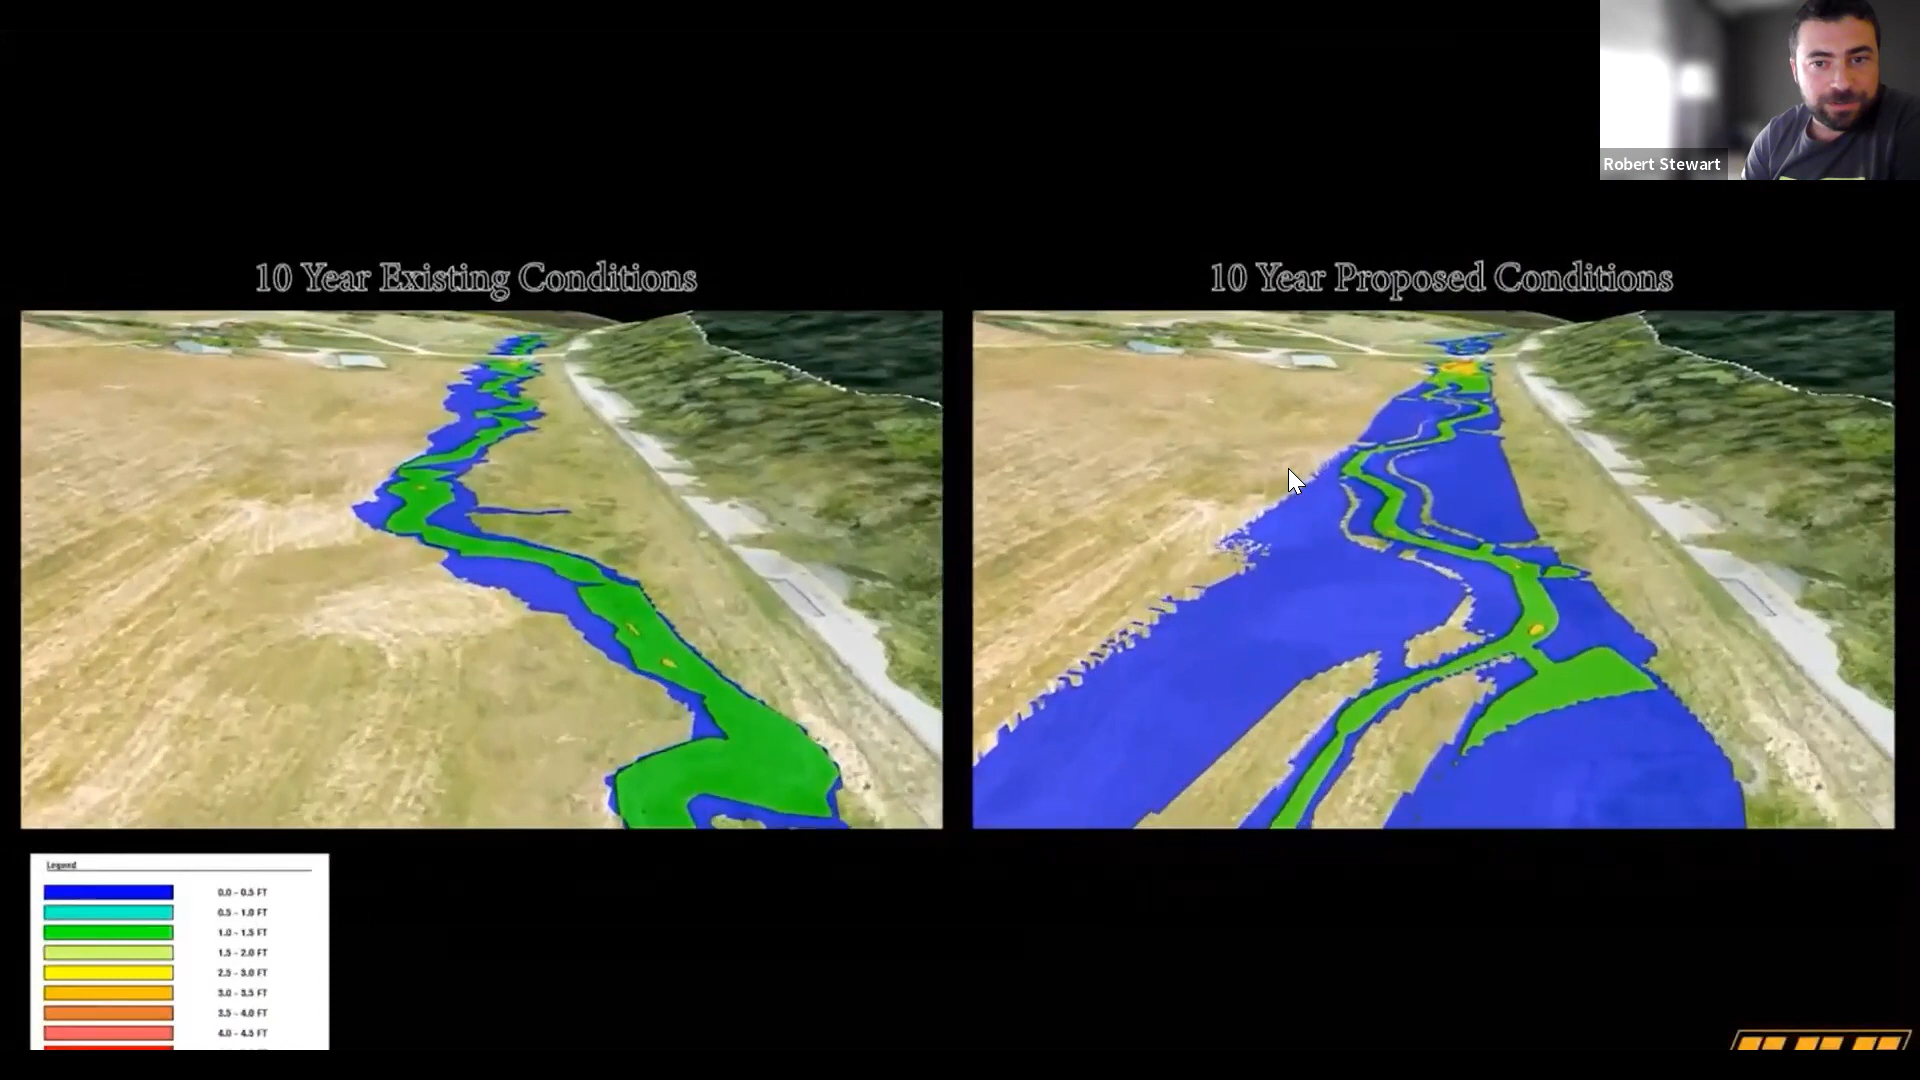 Robert Stewart
10 Year Existing Conditions
10 Year Proposed Conditions
Legend
0.0 - 0.5 FT
0.5 - 1.0 FT
1.0 - 1.5 FT
1.5 - 2.0 FT
2.5 - 3.0 FT
3.0 - 3.5 FT
3.5 - 4.0 FT
4.0 - 4.5 FT